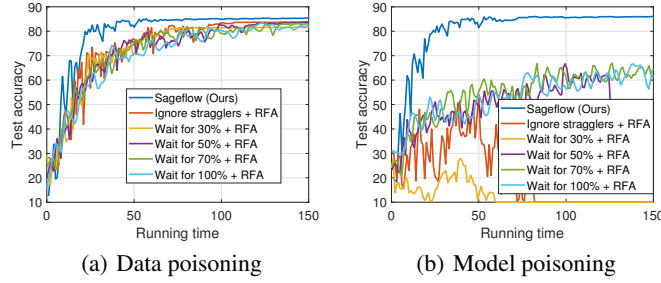 90
80
70
60
50
40
30
20
10
Test accuracy
Sageflow (Ours)
Ignore stragglers + RFA
Wait for 30% + RFA
Wait for 50% + RFA
Wait for 70% + RFA
Wait for 100% + RFA
0 50 100 150
Running time
(a) Data poisoning
90
80
70
60
50
40
30
20
10
Test accuracy
Sageflow (Ours)
Ignore stragglers + RFA
Wait for 30% + RFA
Wait for 50% + RFA
Wait for 70% + RFA
Wait for 100% + RFA
0 50 100 150
Running time
(b) Model poisoning